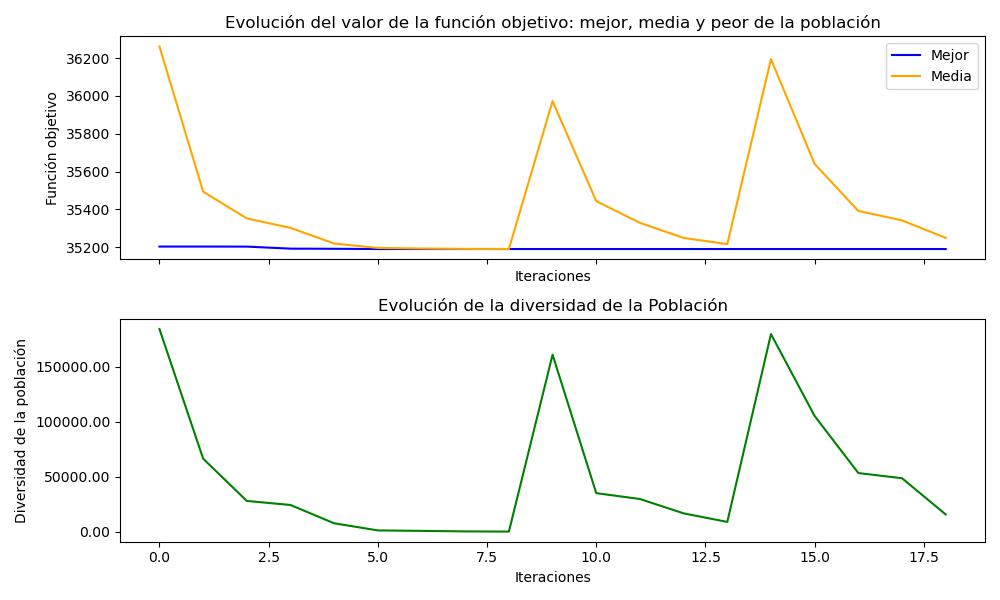 Evolución del valor de la función objetivo: mejor, media y peor de la población
Función objetivo
36200
36000
35800
35600
35400
35200
Mejor
Media
Iteraciones
Evolución de la diversidad de la Población
Diversidad de la población
150000.00
100000.00
50000.00
0.00
0.0 2.5 5.0 7.5 10.0 12.5 15.0 17.5
Iteraciones